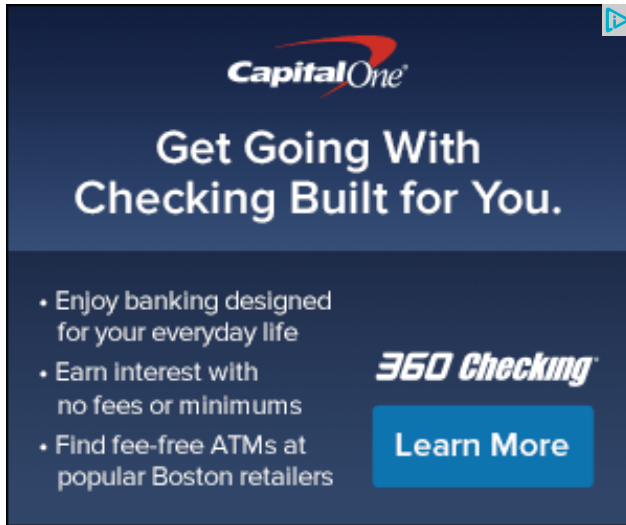 CapitalOne®
Get Going With
Checking Built for You.
• Enjoy banking designed
for your everyday life
• Earn interest with
no fees or minimums
• Find fee-free ATMs at
popular Boston retailers
360 Checking
Learn More